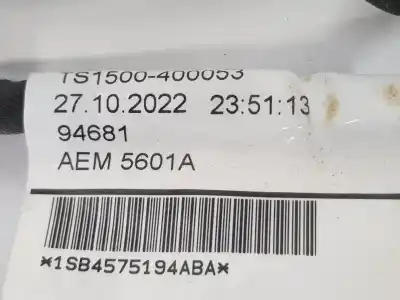 TS1500-400053
27.10.2022 23:51:13
94681
AEM 5601A
*1SB4575194ABA*